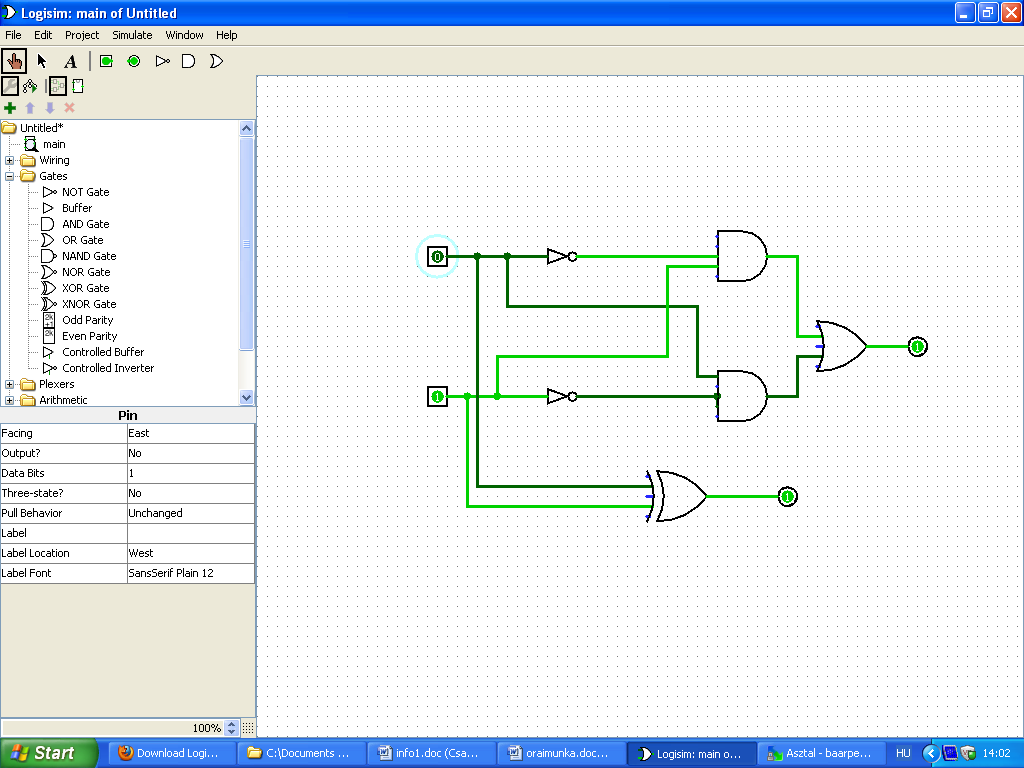 Logisim: main of Untitled
File Edit Project Simulate Window Help
A
Untitled*
main
Wiring
Gates
NOT Gate
Buffer
AND Gate
OR Gate
NAND Gate
NOR Gate
XOR Gate
XNOR Gate
Odd Parity
Even Parity
Controlled Buffer
Controlled Inverter
Plexers
Arithmetic
Pin
Facing East
Output? No
Data Bits 1
Three-state? No
Pull Behavior Unchanged
Label
Label Location West
Label Font SansSerif Plain 12
100%
0
1
1
1
Start Download Logi... C:\Documents ... info1.doc (Csa... oraimunka.doc... Logisim: main o... Asztal - baarpe... HU 14:02